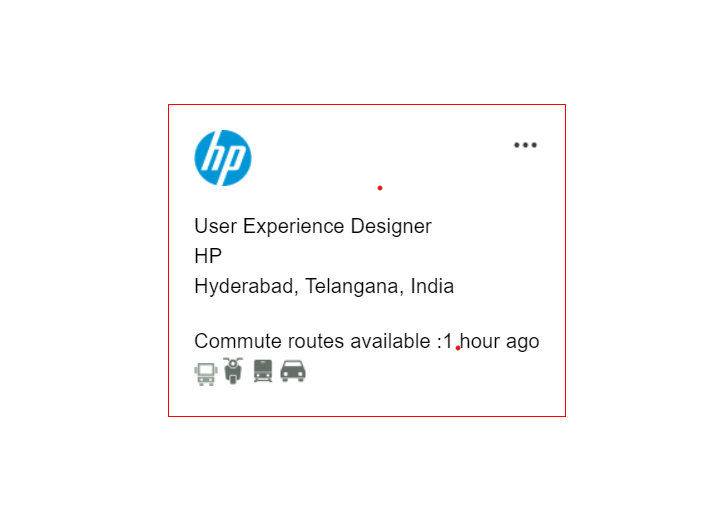 hp
User Experience Designer
HP
Hyderabad, Telangana, India
Commute routes available :1 hour ago